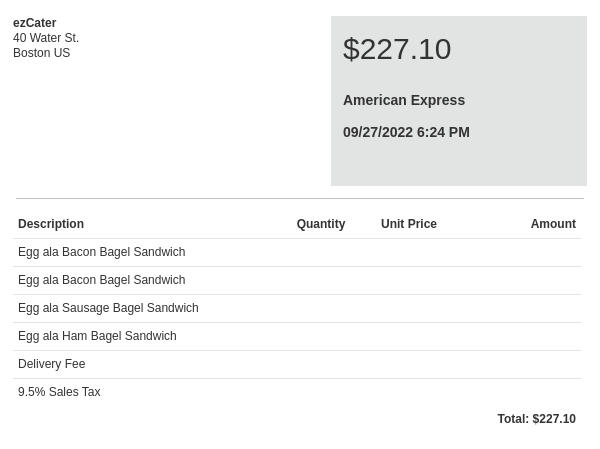 ezCater
40 Water St.
Boston US
$227.10
American Express
09/27/2022 6:24 PM
Description Quantity Unit Price Amount
Egg ala Bacon Bagel Sandwich
Egg ala Bacon Bagel Sandwich
Egg ala Sausage Bagel Sandwich
Egg ala Ham Bagel Sandwich
Delivery Fee
9.5% Sales Tax
Total: $227.10